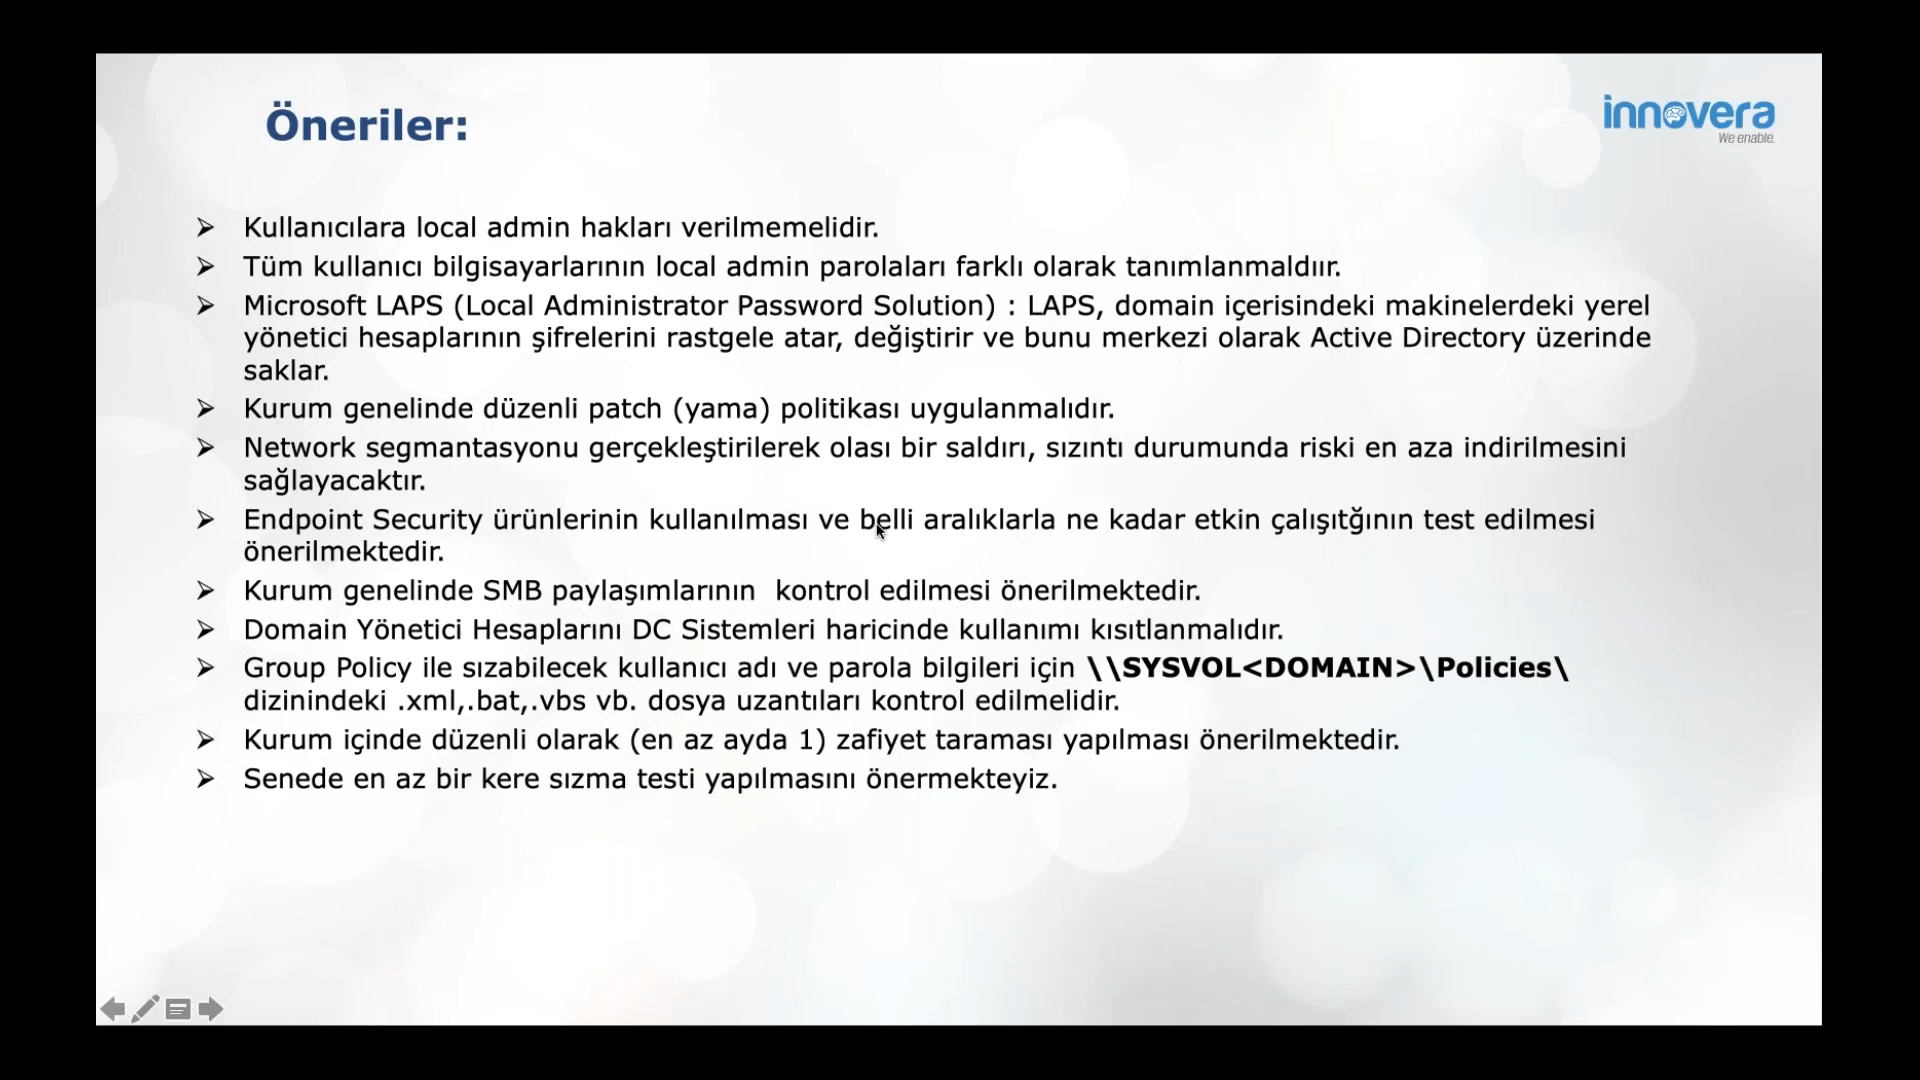 Öneriler:
innovera
We enable.
➢ Kullanıcılara local admin hakları verilmemelidir.
➢ Tüm kullanıcı bilgisayarlarının local admin parolaları farklı olarak tanımlanmaldıır.
➢ Microsoft LAPS (Local Administrator Password Solution) : LAPS, domain içerisindeki makinelerdeki yerel
yönetici hesaplarının şifrelerini rastgele atar, değiştirir ve bunu merkezi olarak Active Directory üzerinde
saklar.
➢ Kurum genelinde düzenli patch (yama) politikası uygulanmalıdır.
➢ Network segmantasyonu gerçekleştirilerek olası bir saldırı, sızıntı durumunda riski en aza indirilmesini
sağlayacaktır.
➢ Endpoint Security ürünlerinin kullanılması ve belli aralıklarla ne kadar etkin çalışıtğının test edilmesi
önerilmektedir.
➢ Kurum genelinde SMB paylaşımlarının  kontrol edilmesi önerilmektedir.
➢ Domain Yönetici Hesaplarını DC Sistemleri haricinde kullanımı kısıtlanmalıdır.
➢ Group Policy ile sızabilecek kullanıcı adı ve parola bilgileri için \\SYSVOL<DOMAIN>\Policies\
dizinindeki .xml,.bat,.vbs vb. dosya uzantıları kontrol edilmelidir.
➢ Kurum içinde düzenli olarak (en az ayda 1) zafiyet taraması yapılması önerilmektedir.
➢ Senede en az bir kere sızma testi yapılmasını önermekteyiz.